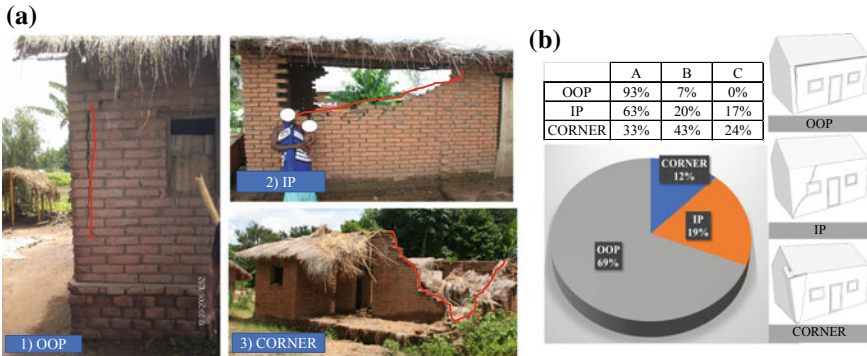 (a)
1) OOP
2) IP
3) CORNER
(b)
A B C
OOP 93% 7% 0%
IP 63% 20% 17%
CORNER 33% 43% 24%
CORNER
12%
IP
19%
OOP
69%
OOP
IP
CORNER